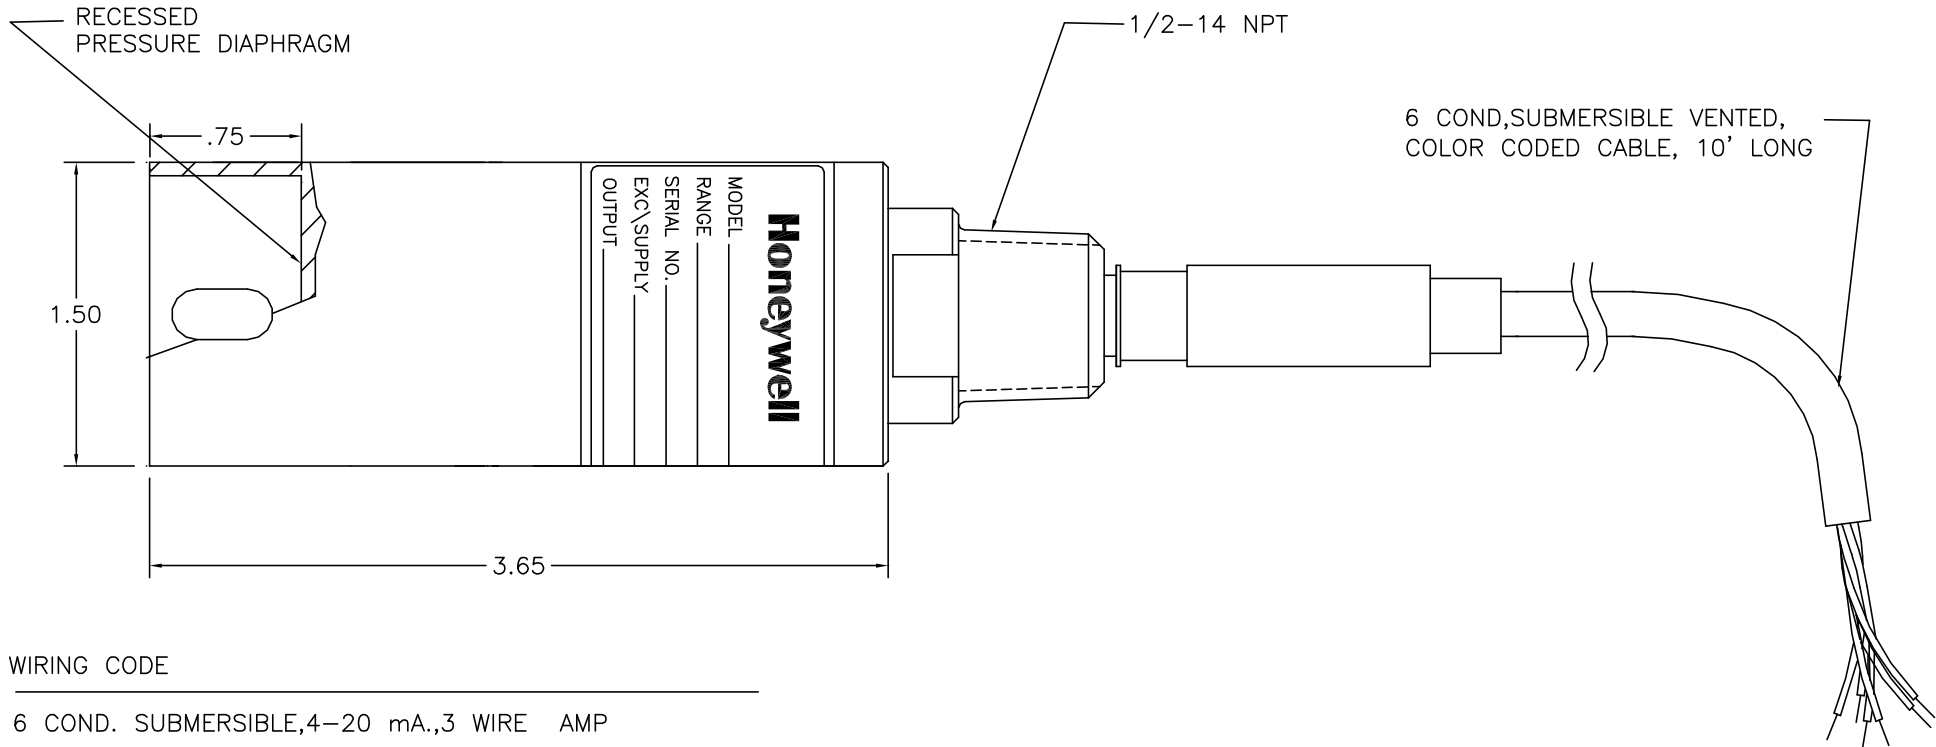 RECESSED
PRESSURE DIAPHRAGM
1/2-14 NPT
6 COND,SUBMERSIBLE VENTED,
COLOR CODED CABLE, 10' LONG
.75
1.50
Honeywell
MODEL
RANGE
SERIAL NO.
EXC\SUPPLY
OUTPUT
3.65
WIRING CODE
6 COND. SUBMERSIBLE,4-20 mA.,3 WIRE AMP